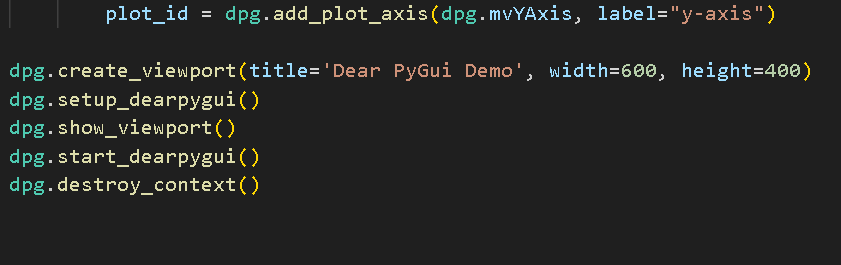 plot_id = dpg.add_plot_axis(dpg.mvYAxis, label="y-axis")
dpg.create_viewport(title='Dear PyGui Demo', width=600, height=400)
dpg.setup_dearpygui()
dpg.show_viewport()
dpg.start_dearpygui()
dpg.destroy_context()